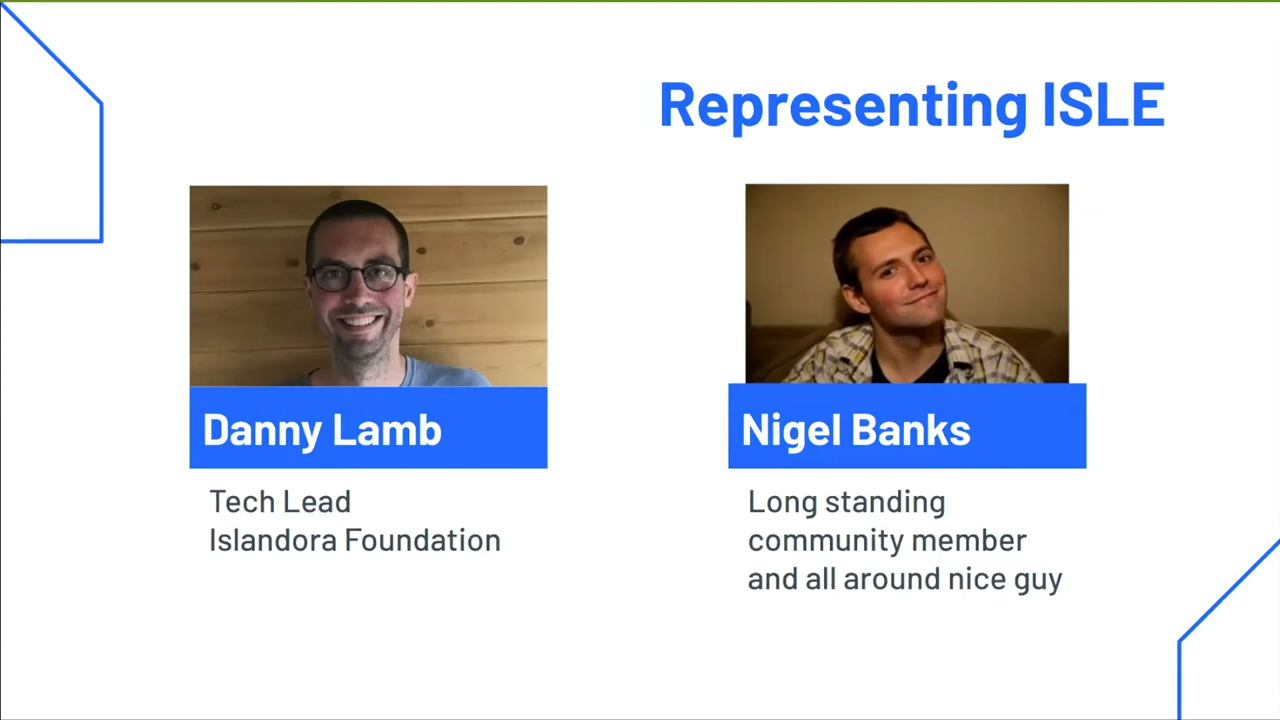 Representing ISLE
Danny Lamb
Tech Lead
Islandora Foundation
Nigel Banks
Long standing
community member
and all around nice guy